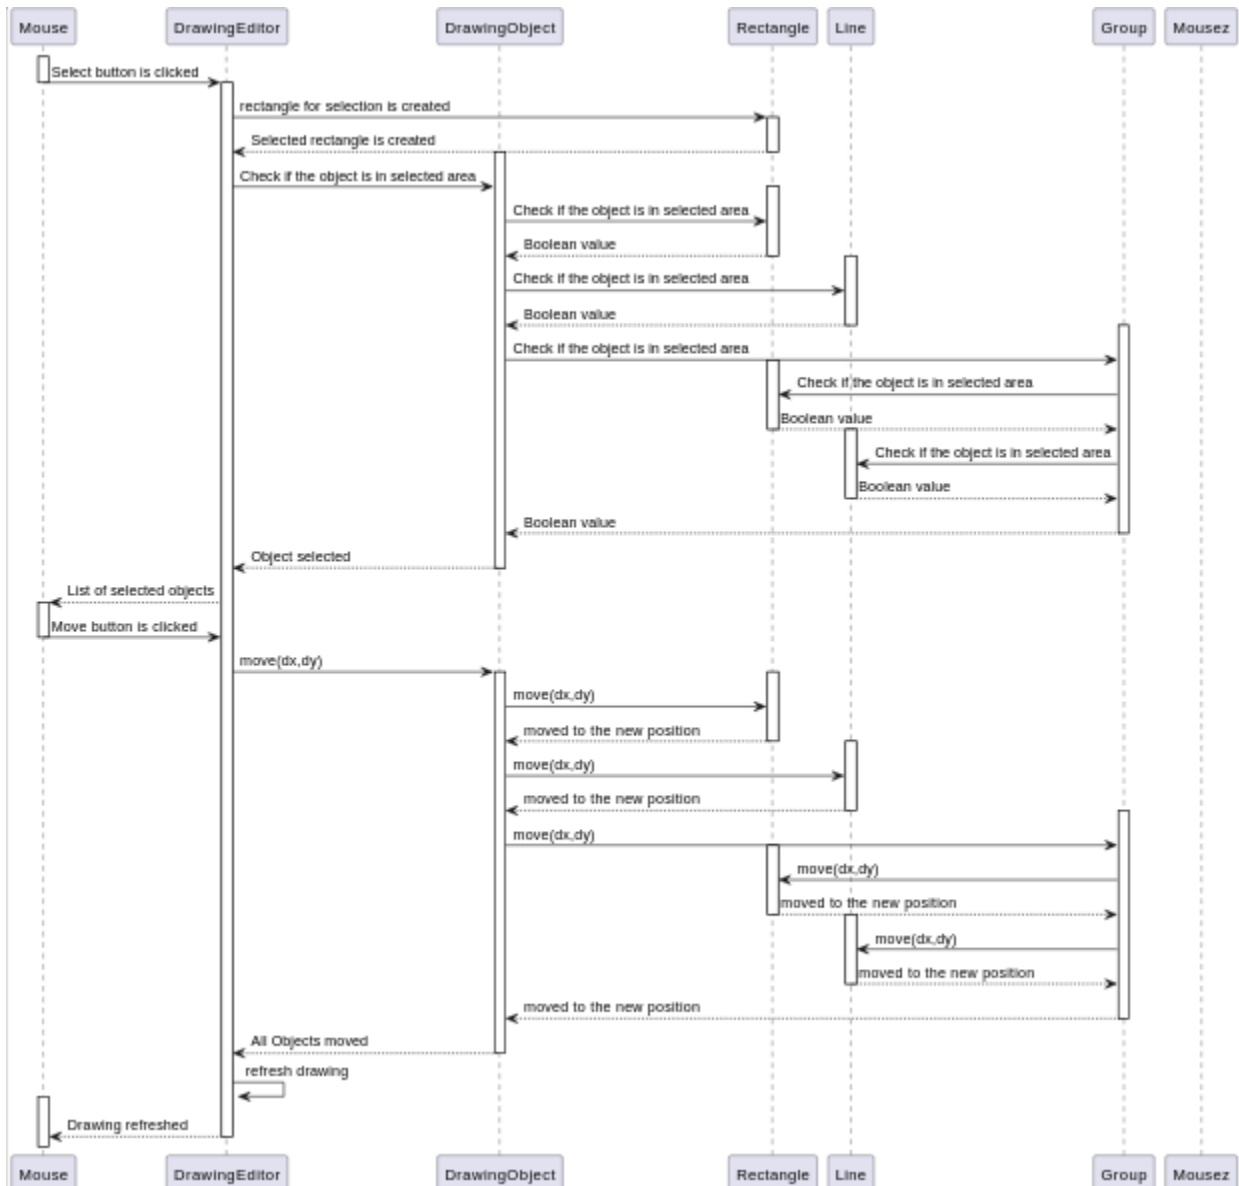 Mouse DrawingEditor DrawingObject Rectangle Line Group Mousez
Select button is clicked
rectangle for selection is created
Selected rectangle is created
Check if the object is in selected area
Check if the object is in selected area
Boolean value
Check if the object is in selected area
Boolean value
Check if the object is in selected area
Check if the object is in selected area
Boolean value
Check if the object is in selected area
Boolean value
Boolean value
Object selected
List of selected objects
Move button is clicked
move(dx,dy)
move(dx,dy)
moved to the new position
move(dx,dy)
moved to the new position
move(dx,dy)
move(dx,dy)
moved to the new position
move(dx,dy)
moved to the new position
moved to the new position
All Objects moved
refresh drawing
Drawing refreshed
Mouse DrawingEditor DrawingObject Rectangle Line Group Mousez